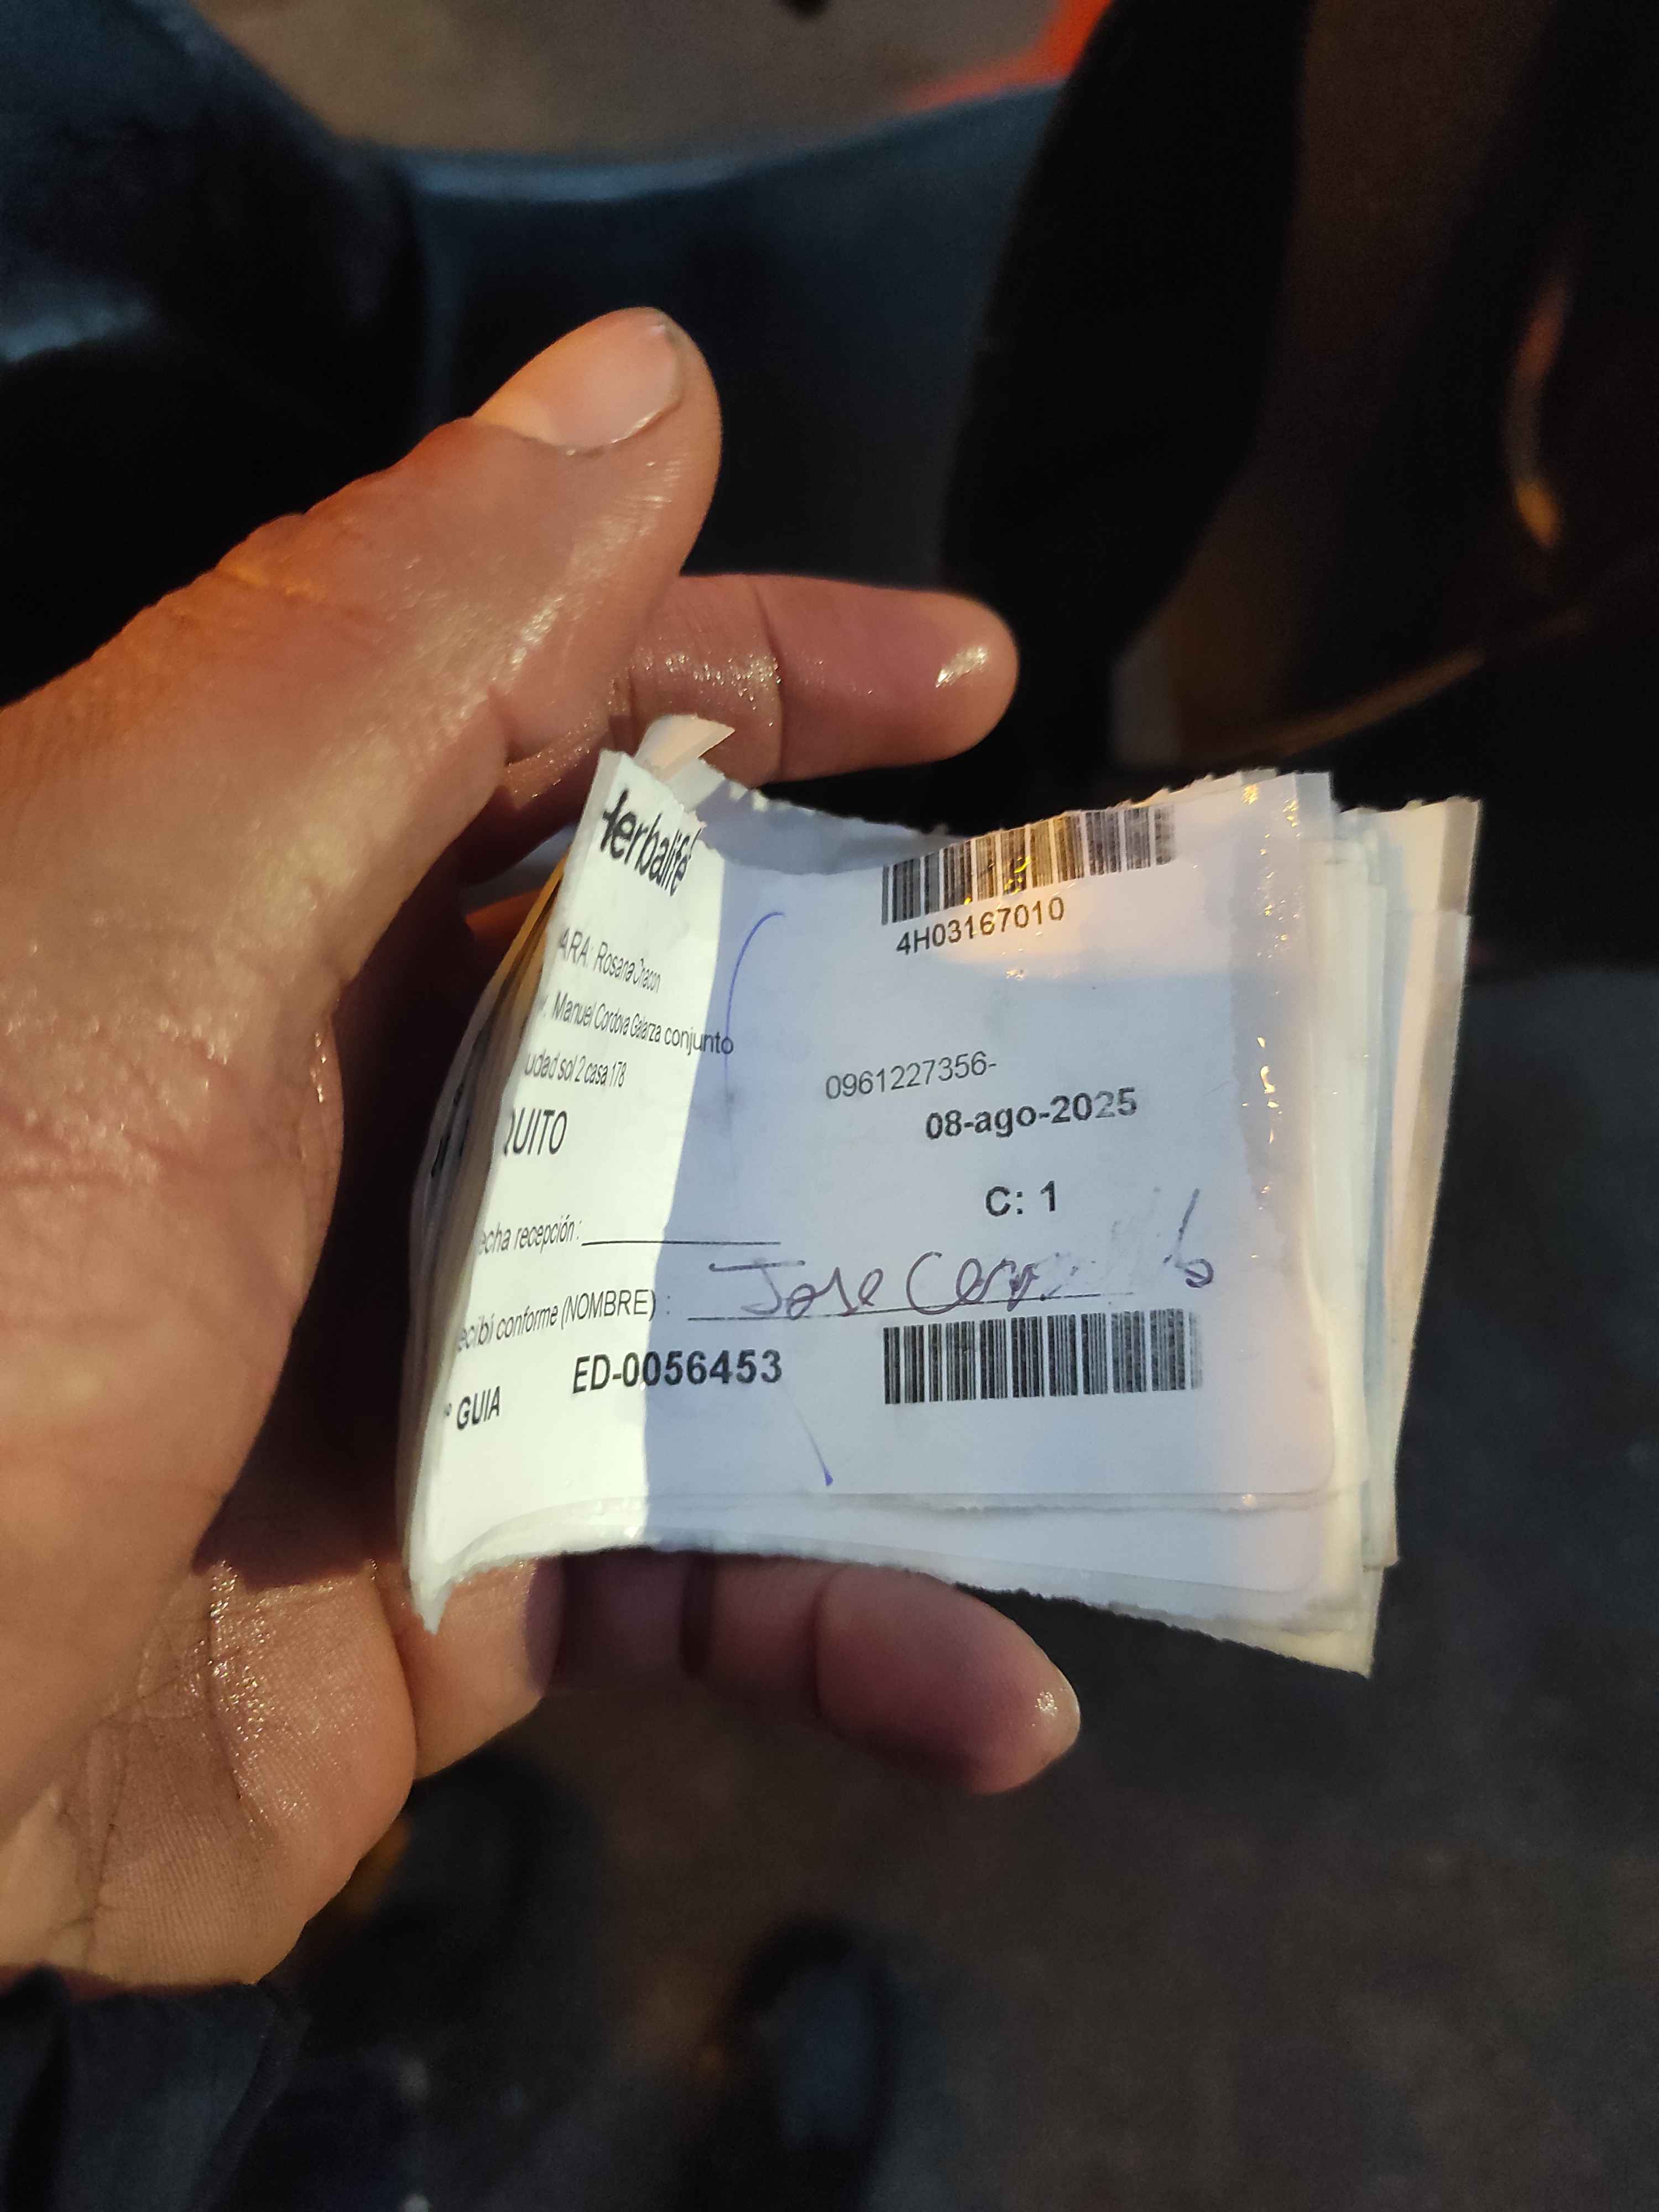 Herbalife
4H03167010
ARA: Rosana Chacon
. Manuel Cordova Galarza conjunto
udad sol 2 casa 178
0961227356-
QUITO
08-ago-2025
C: 1
echa recepción:
ecibí conforme (NOMBRE) : Jose
ED-0056453
GUIA